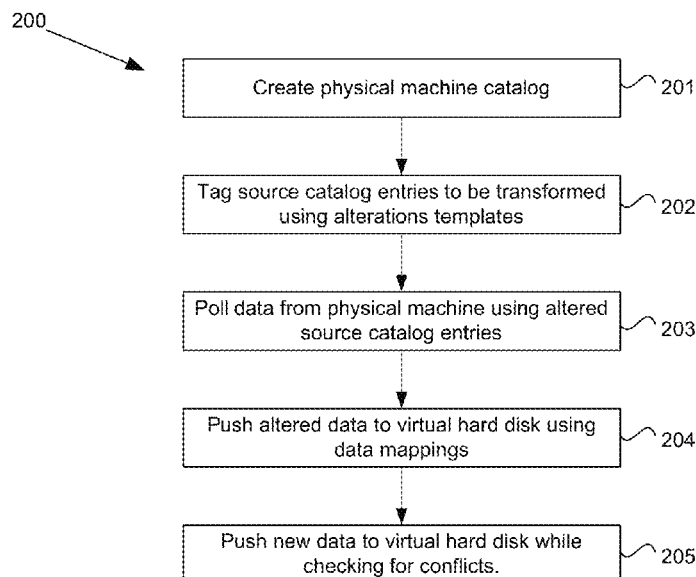 200
Create physical machine catalog
201
Tag source catalog entries to be transformed
using alterations templates
202
Poll data from physical machine using altered
source catalog entries
203
Push altered data to virtual hard disk using
data mappings
204
Push new data to virtual hard disk while
checking for conflicts.
205